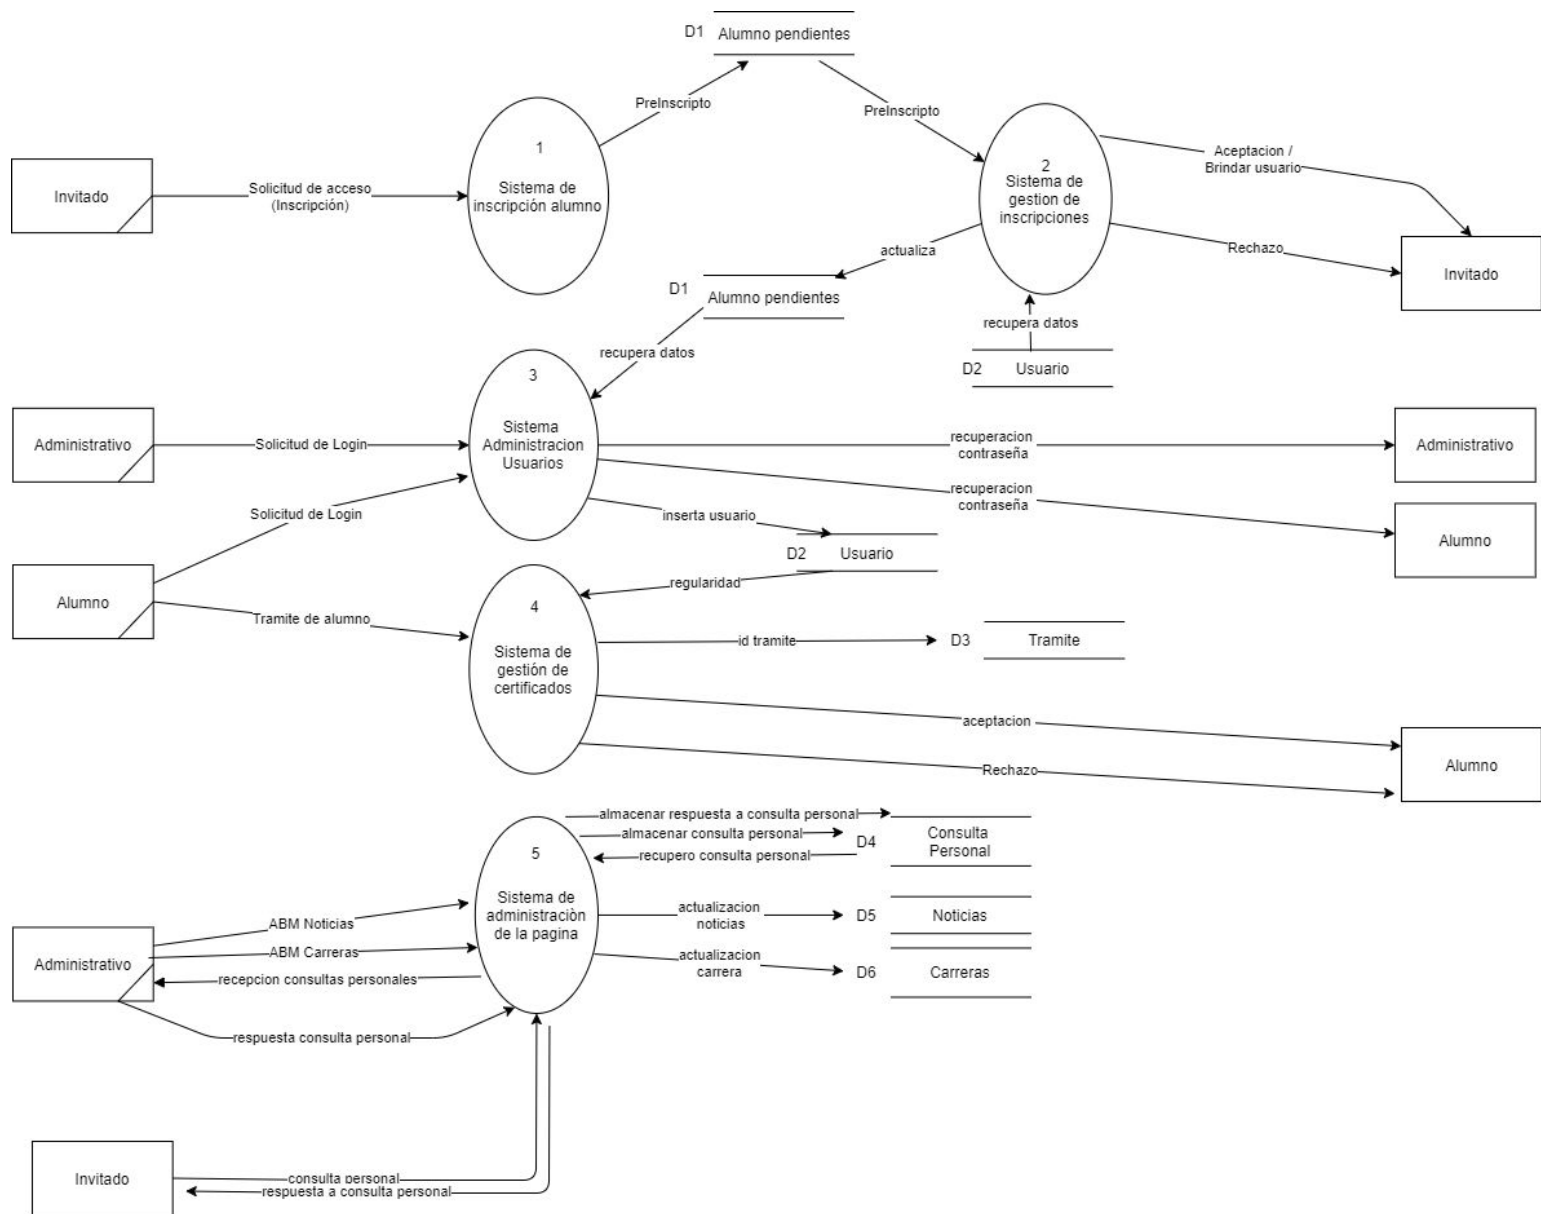 D1
Alumno pendientes
PreInscripto
PreInscripto
1
Sistema de
inscripción alumno
Invitado
Solicitud de acceso
(Inscripción)
2
Sistema de
gestion de
inscripciones
Aceptacion /
Brindar usuario
Rechazo
Invitado
actualiza
D1
Alumno pendientes
recupera datos
D2
Usuario
recupera datos
3
Sistema
Administracion
Usuarios
Administrativo
Solicitud de Login
recuperacion
contraseña
Administrativo
recuperacion
contraseña
Alumno
Solicitud de Login
inserta usuario
D2
Usuario
regularidad
Alumno
Tramite de alumno
4
Sistema de
gestión de
certificados
id tramite
D3
Tramite
aceptacion
Rechazo
Alumno
almacenar respuesta a consulta personal
almacenar consulta personal
recupero consulta personal
D4
Consulta
Personal
5
Sistema de
administraciòn
de la pagina
actualizacion
noticias
D5
Noticias
actualizacion
carrera
D6
Carreras
Administrativo
ABM Noticias
ABM Carreras
recepcion consultas personales
respuesta consulta personal
Invitado
consulta personal
respuesta a consulta personal